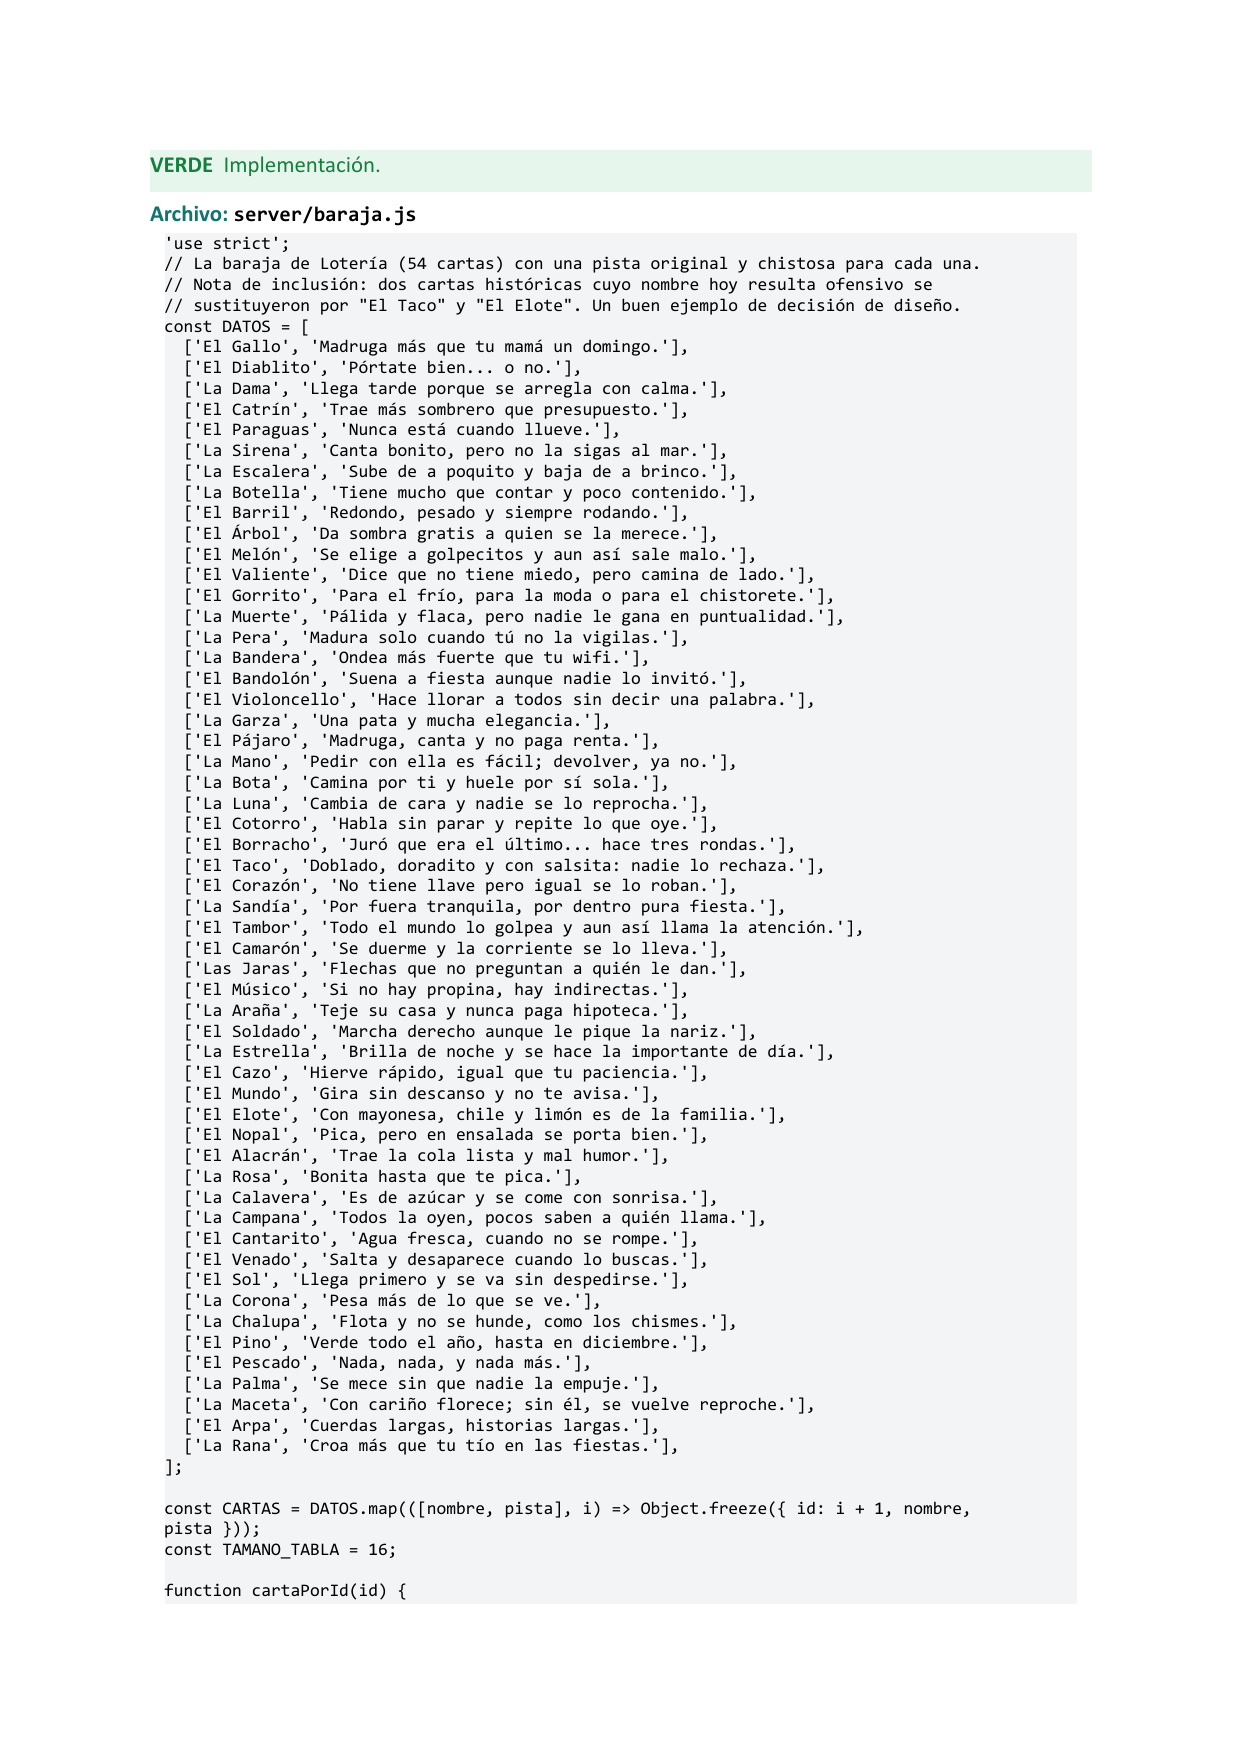 VERDE Implementación.
Archivo: server/baraja.js
'use strict';
// La baraja de Lotería (54 cartas) con una pista original y chistosa para cada una.
// Nota de inclusión: dos cartas históricas cuyo nombre hoy resulta ofensivo se
// sustituyeron por "El Taco" y "El Elote". Un buen ejemplo de decisión de diseño.
const DATOS = [
  ['El Gallo', 'Madruga más que tu mamá un domingo.'],
  ['El Diablito', 'Pórtate bien... o no.'],
  ['La Dama', 'Llega tarde porque se arregla con calma.'],
  ['El Catrín', 'Trae más sombrero que presupuesto.'],
  ['El Paraguas', 'Nunca está cuando llueve.'],
  ['La Sirena', 'Canta bonito, pero no la sigas al mar.'],
  ['La Escalera', 'Sube de a poquito y baja de a brinco.'],
  ['La Botella', 'Tiene mucho que contar y poco contenido.'],
  ['El Barril', 'Redondo, pesado y siempre rodando.'],
  ['El Árbol', 'Da sombra gratis a quien se la merece.'],
  ['El Melón', 'Se elige a golpecitos y aun así sale malo.'],
  ['El Valiente', 'Dice que no tiene miedo, pero camina de lado.'],
  ['El Gorrito', 'Para el frío, para la moda o para el chistorete.'],
  ['La Muerte', 'Pálida y flaca, pero nadie le gana en puntualidad.'],
  ['La Pera', 'Madura solo cuando tú no la vigilas.'],
  ['La Bandera', 'Ondea más fuerte que tu wifi.'],
  ['El Bandolón', 'Suena a fiesta aunque nadie lo invitó.'],
  ['El Violoncello', 'Hace llorar a todos sin decir una palabra.'],
  ['La Garza', 'Una pata y mucha elegancia.'],
  ['El Pájaro', 'Madruga, canta y no paga renta.'],
  ['La Mano', 'Pedir con ella es fácil; devolver, ya no.'],
  ['La Bota', 'Camina por ti y huele por sí sola.'],
  ['La Luna', 'Cambia de cara y nadie se lo reprocha.'],
  ['El Cotorro', 'Habla sin parar y repite lo que oye.'],
  ['El Borracho', 'Juró que era el último... hace tres rondas.'],
  ['El Taco', 'Doblado, doradito y con salsita: nadie lo rechaza.'],
  ['El Corazón', 'No tiene llave pero igual se lo roban.'],
  ['La Sandía', 'Por fuera tranquila, por dentro pura fiesta.'],
  ['El Tambor', 'Todo el mundo lo golpea y aun así llama la atención.'],
  ['El Camarón', 'Se duerme y la corriente se lo lleva.'],
  ['Las Jaras', 'Flechas que no preguntan a quién le dan.'],
  ['El Músico', 'Si no hay propina, hay indirectas.'],
  ['La Araña', 'Teje su casa y nunca paga hipoteca.'],
  ['El Soldado', 'Marcha derecho aunque le pique la nariz.'],
  ['La Estrella', 'Brilla de noche y se hace la importante de día.'],
  ['El Cazo', 'Hierve rápido, igual que tu paciencia.'],
  ['El Mundo', 'Gira sin descanso y no te avisa.'],
  ['El Elote', 'Con mayonesa, chile y limón es de la familia.'],
  ['El Nopal', 'Pica, pero en ensalada se porta bien.'],
  ['El Alacrán', 'Trae la cola lista y mal humor.'],
  ['La Rosa', 'Bonita hasta que te pica.'],
  ['La Calavera', 'Es de azúcar y se come con sonrisa.'],
  ['La Campana', 'Todos la oyen, pocos saben a quién llama.'],
  ['El Cantarito', 'Agua fresca, cuando no se rompe.'],
  ['El Venado', 'Salta y desaparece cuando lo buscas.'],
  ['El Sol', 'Llega primero y se va sin despedirse.'],
  ['La Corona', 'Pesa más de lo que se ve.'],
  ['La Chalupa', 'Flota y no se hunde, como los chismes.'],
  ['El Pino', 'Verde todo el año, hasta en diciembre.'],
  ['El Pescado', 'Nada, nada, y nada más.'],
  ['La Palma', 'Se mece sin que nadie la empuje.'],
  ['La Maceta', 'Con cariño florece; sin él, se vuelve reproche.'],
  ['El Arpa', 'Cuerdas largas, historias largas.'],
  ['La Rana', 'Croa más que tu tío en las fiestas.'],
];
const CARTAS = DATOS.map(([nombre, pista], i) => Object.freeze({ id: i + 1, nombre,
pista }));
const TAMANO_TABLA = 16;
function cartaPorId(id) {